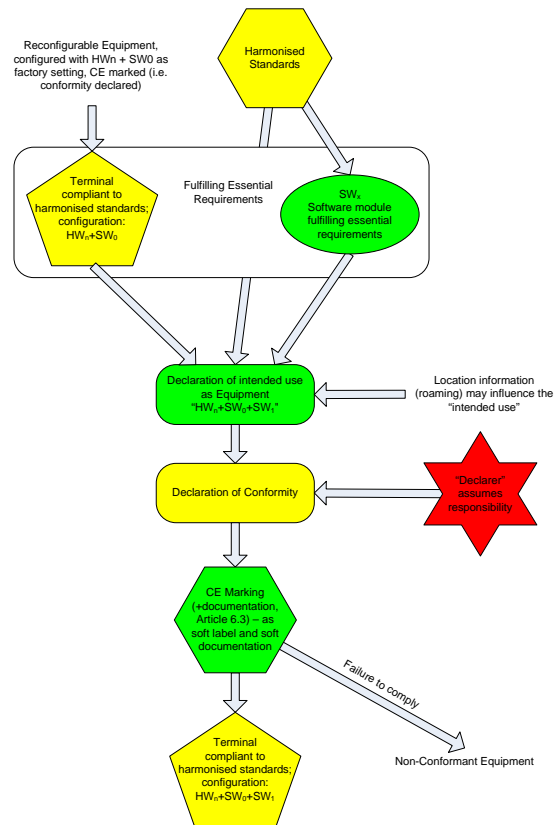 Reconfigurable Equipment,
configured with HWn + SW0 as
factory setting, CE marked (i.e.
conformity declared)
Harmonised
Standards
Terminal
compliant to
harmonised standards;
configuration:
HWn+SW0
Fulfilling Essential
Requirements
SWx
Software module
fulfilling essential
requirements
Declaration of intended use
as Equipment
“HWn+SW0+SW1”
Location information
(roaming) may influence the
“intended use”
Declaration of Conformity
“Declarer”
assumes
responsibility
CE Marking
(+documentation,
Article 6.3) – as
soft label and soft
documentation
Failure to comply
Non-Conformant Equipment
Terminal
compliant to
harmonised standards;
configuration:
HWn+SW0+SW1